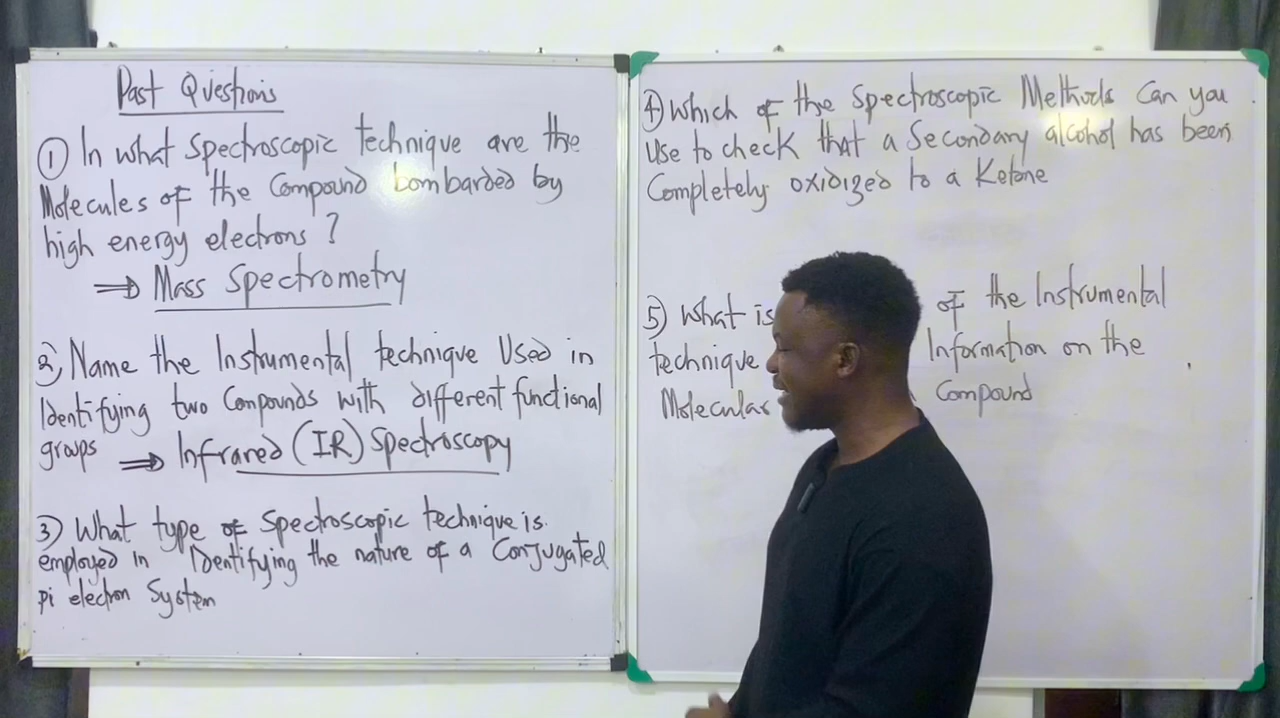 Past Questions
① In what Spectroscopic technique are the
Molecules of the Compound bombarded by
high energy electrons?
⇒ Mass Spectrometry
2) Name the Instrumental technique Used in
Identifying two Compounds with different functional
groups ⇒ Infrared (IR) Spectroscopy
3) What type of Spectroscopic technique is
employed in Identifying the nature of a Conjugated
pi electron System
4) Which of the Spectroscopic Methods Can you
Use to check that a Secondary alcohol has been
Completely oxidized to a Ketone
5) What is of the Instrumental
technique Information on the
Molecular Compound